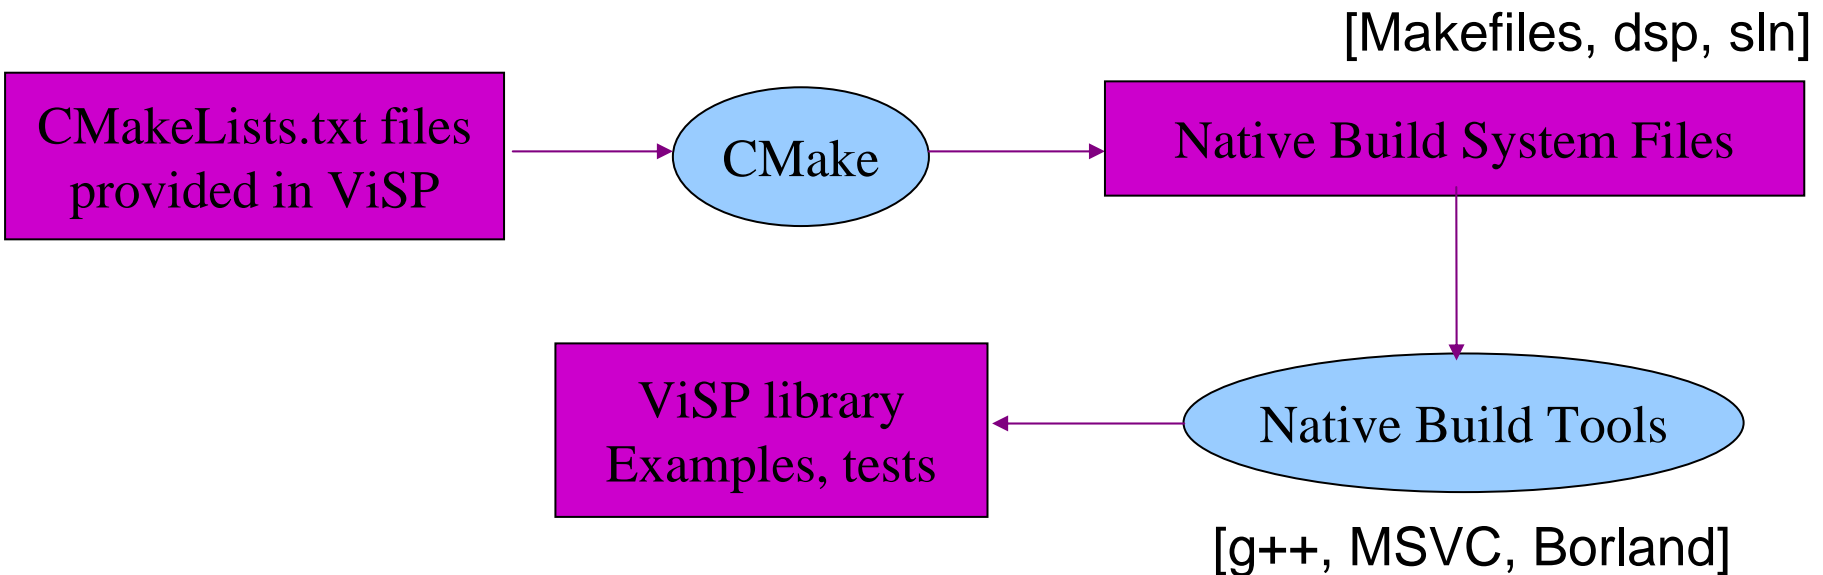 [Makefiles, dsp, sln]
CMakeLists.txt files
provided in ViSP
CMake
Native Build System Files
ViSP library
Examples, tests
Native Build Tools
[g++, MSVC, Borland]